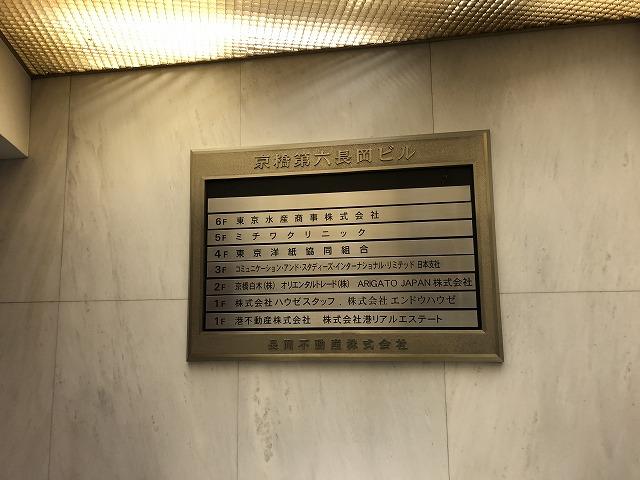 京橋第六長岡ビル
6F 東京水産商事株式会社
5F ミチワクリニック
4F 東京洋紙協同組合
3F コミュニケーション・アンド・スタディーズ・インターナショナル・リミテッド 日本支社
2F 京橋白木(株) オリエンタルトレード(株) ARIGATO JAPAN 株式会社
1F 株式会社ハウゼスタッフ . 株式会社エンドウハウゼ
1F 港不動産株式会社 株式会社港リアルエステート
長岡不動産株式会社